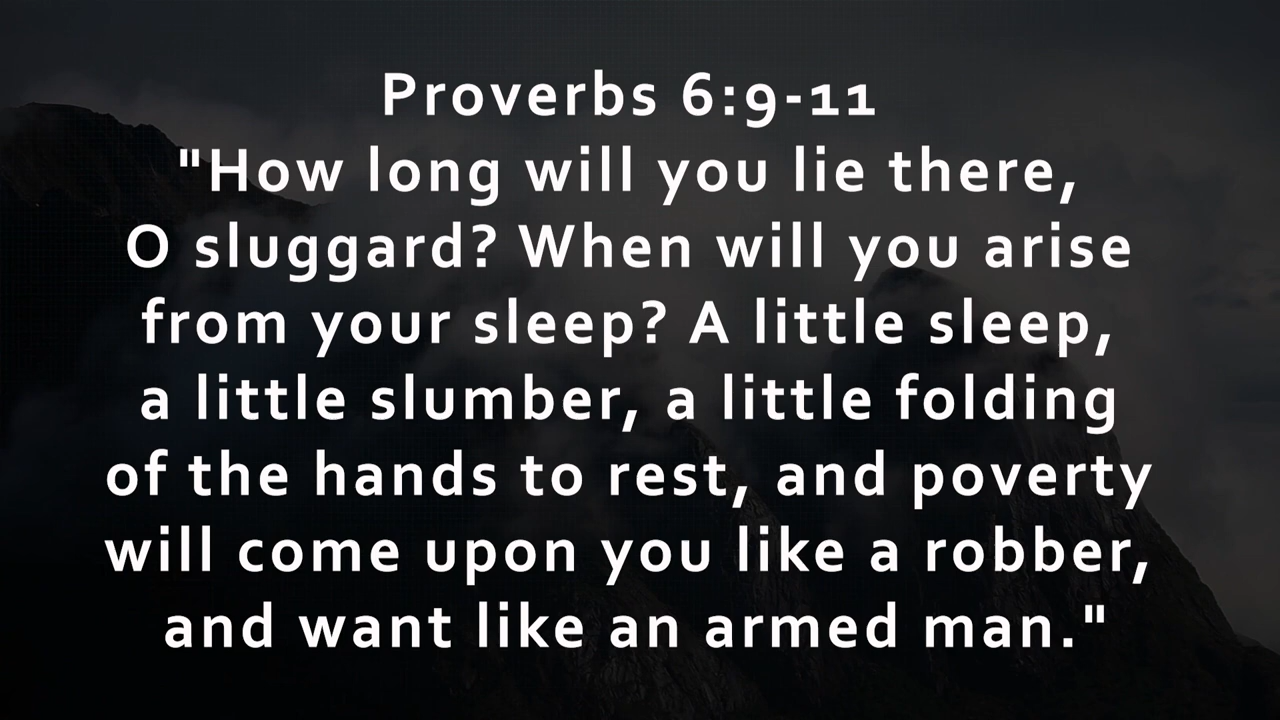 Proverbs 6:9-11
"How long will you lie there,
O sluggard? When will you arise
from your sleep? A little sleep,
a little slumber, a little folding
of the hands to rest, and poverty
will come upon you like a robber,
and want like an armed man."